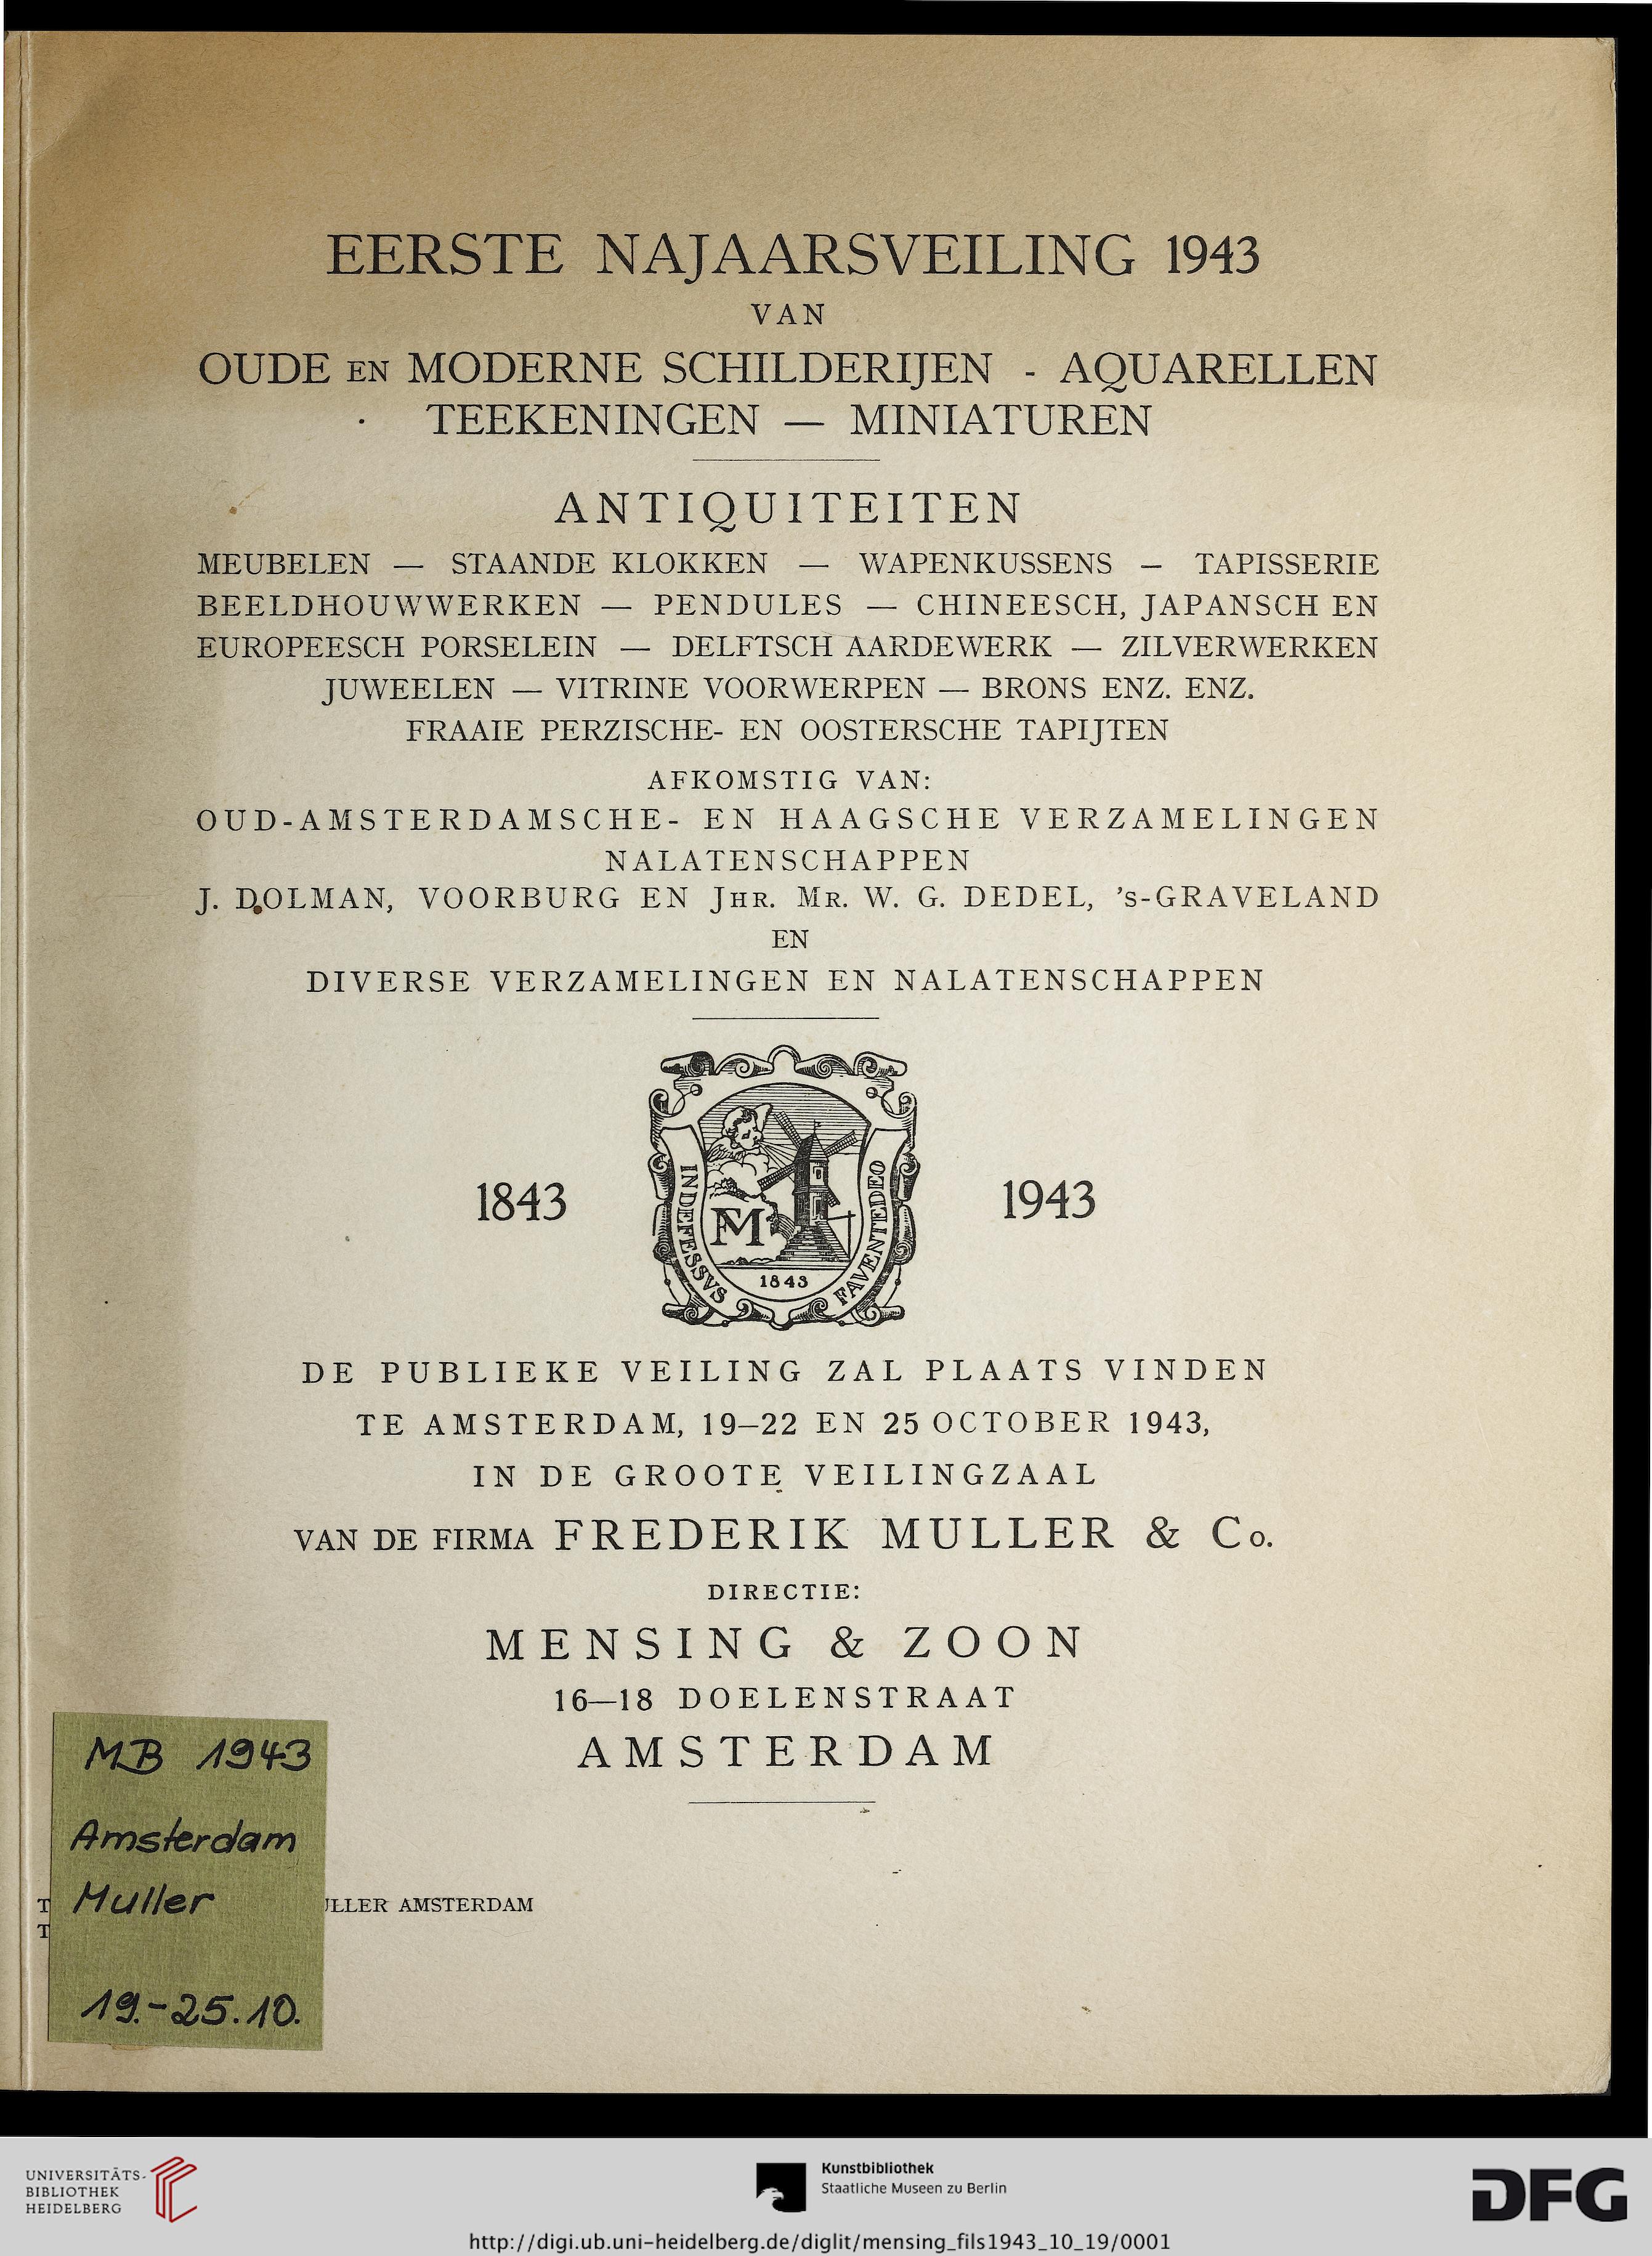 EERSTE NAJAARSVEILING 1943
VAN
OUDE EN MODERNE SCHILDERIJEN - AQUARELLEN
TEEKENINGEN — MINIATUREN
ANTIQUITEITEN
MEUBELEN — STAANDE KLOKKEN — WAPENKUSSENS — TAPISSERIE
BEELDHOUWWERKEN — PENDULES — CHINEESCH, JAPANSCH EN
EUROPEESCH PORSELEIN — DELFTSCH AARDEWERK — ZILVERWERKEN
JUWEELEN — VITRINE VOORWERPEN — BRONS ENZ. ENZ.
FRAAIE PERZISCHE- EN OOSTERSCHE TAPIJTEN
AFKOMSTIG VAN:
OUD-AMSTERDAMSCHE- EN HAAGSCHE VERZAMELINGEN
NALATENSCHAPPEN
J. DOLMAN, VOORBURG EN JHR. MR. W. G. DEDEL, 's-GRAVELAND
EN
DIVERSE VERZAMELINGEN EN NALATENSCHAPPEN
1843
INDEFESSVS
FM
1843
FAVENTEDEO
1943
DE PUBLIEKE VEILING ZAL PLAATS VINDEN
TE AMSTERDAM, 19–22 EN 25 OCTOBER 1943,
IN DE GROOTE VEILINGZAAL
VAN DE FIRMA FREDERIK MULLER & Co.
DIRECTIE:
MENSING & ZOON
16—18 DOELENSTRAAT
AMSTERDAM
MB 1943
Amsterdam
Muller
19.-25.10.
T
ULLER AMSTERDAM
T
UNIVERSITÄTS-
BIBLIOTHEK
HEIDELBERG
Kunstbibliothek
Staatliche Museen zu Berlin
DFG
http://digi.ub.uni-heidelberg.de/diglit/mensing_fils1943_10_19/0001